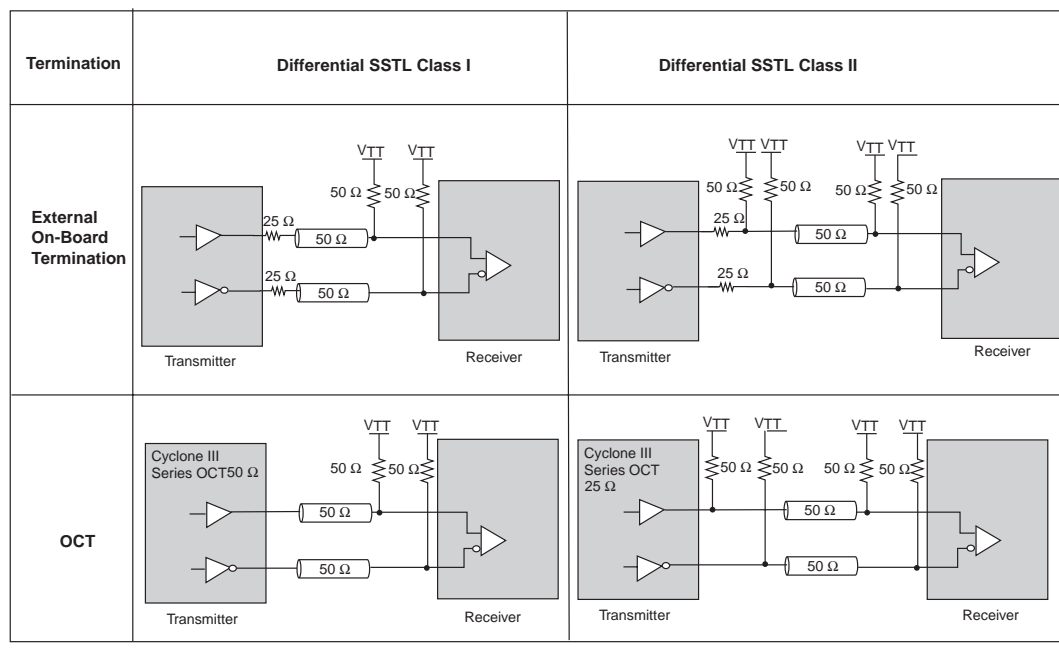 Termination
Differential SSTL Class I
Differential SSTL Class II
External
On-Board
Termination
VTT VTT
50 Ω 50 Ω
25 Ω
50 Ω
25 Ω
50 Ω
Transmitter
Receiver
VTT VTT
VTT VTT
50 Ω 50 Ω
50 Ω 50 Ω
25 Ω
50 Ω
25 Ω
50 Ω
Transmitter
Receiver
OCT
Cyclone III
Series OCT50 Ω
VTT VTT
50 Ω 50 Ω
50 Ω
50 Ω
Transmitter
Receiver
Cyclone III
Series OCT
25 Ω
VTT VTT
VTT VTT
50 Ω 50 Ω
50 Ω 50 Ω
50 Ω
50 Ω
Transmitter
Receiver